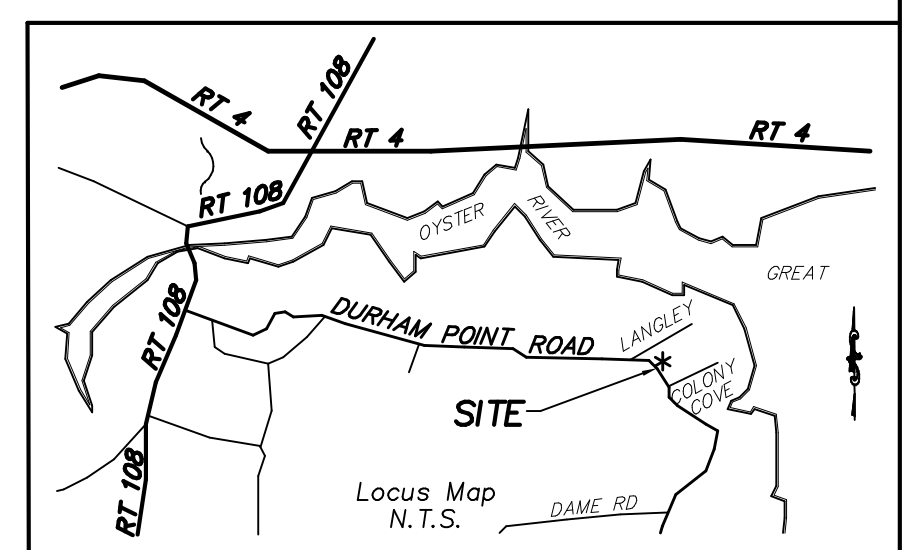 RT 4
RT 108
RT 4
RT 4
RT 108
OYSTER
RIVER
GREAT
RT 108
DURHAM POINT ROAD
LANGLEY
COLONY
COVE
SITE
RT 108
Locus Map
N.T.S.
DAME RD